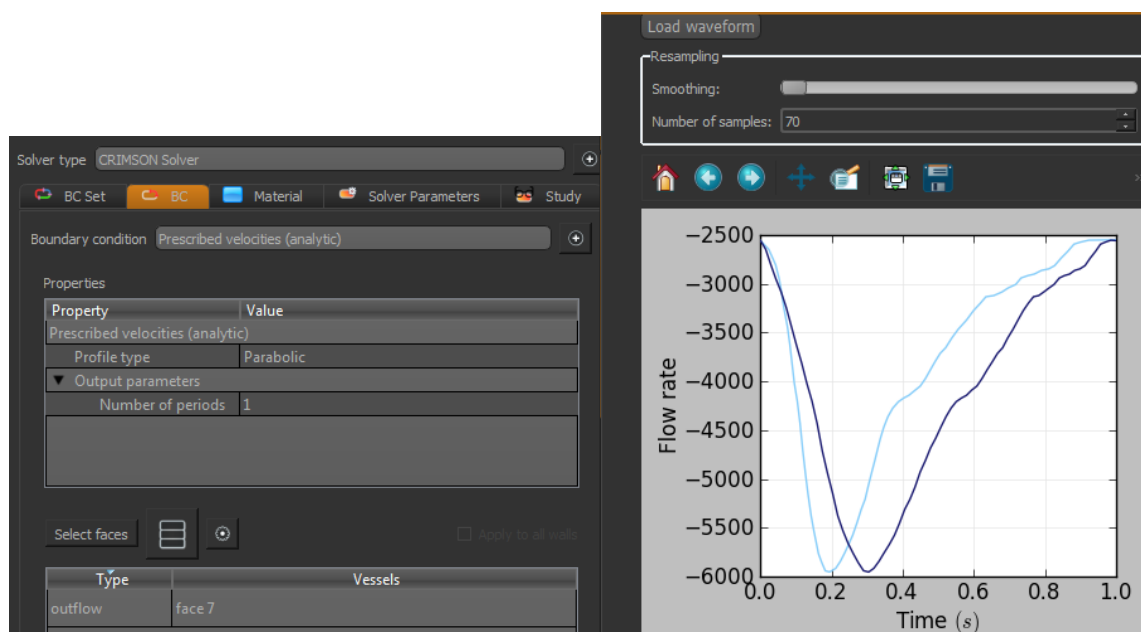 Solver type CRIMSON Solver
BC Set BC Material Solver Parameters Study
Boundary condition Prescribed velocities (analytic)
Properties
Property Value
Prescribed velocities (analytic)
Profile type Parabolic
Output parameters
Number of periods 1
Select faces Apply to all walls
Type Vessels
outflow face 7
Load waveform
Resampling
Smoothing:
Number of samples: 70
−2500
−3000
−3500
−4000
−4500
−5000
−5500
−6000
Flow rate
0.0 0.2 0.4 0.6 0.8 1.0
Time (s)